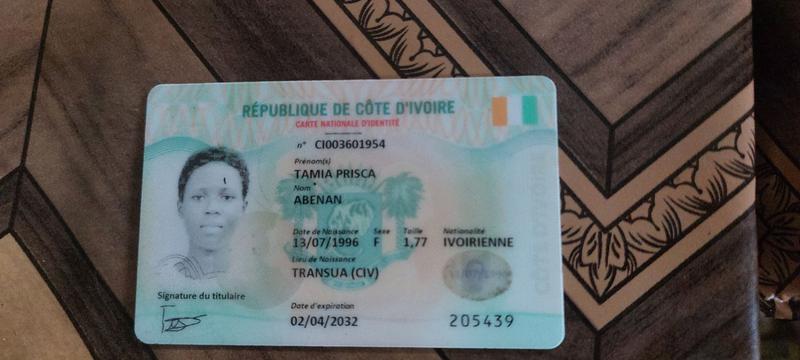 RÉPUBLIQUE DE CÔTE D'IVOIRE
CARTE NATIONALE D'IDENTITÉ
n° CI003601954
Prénom(s)
TAMIA PRISCA
Nom
ABENAN
Date de Naissance Sexe Taille Nationalité
13/07/1996 F 1,77 IVOIRIENNE
Lieu de Naissance
TRANSUA (CIV)
Signature du titulaire
Date d'expiration
02/04/2032
205439